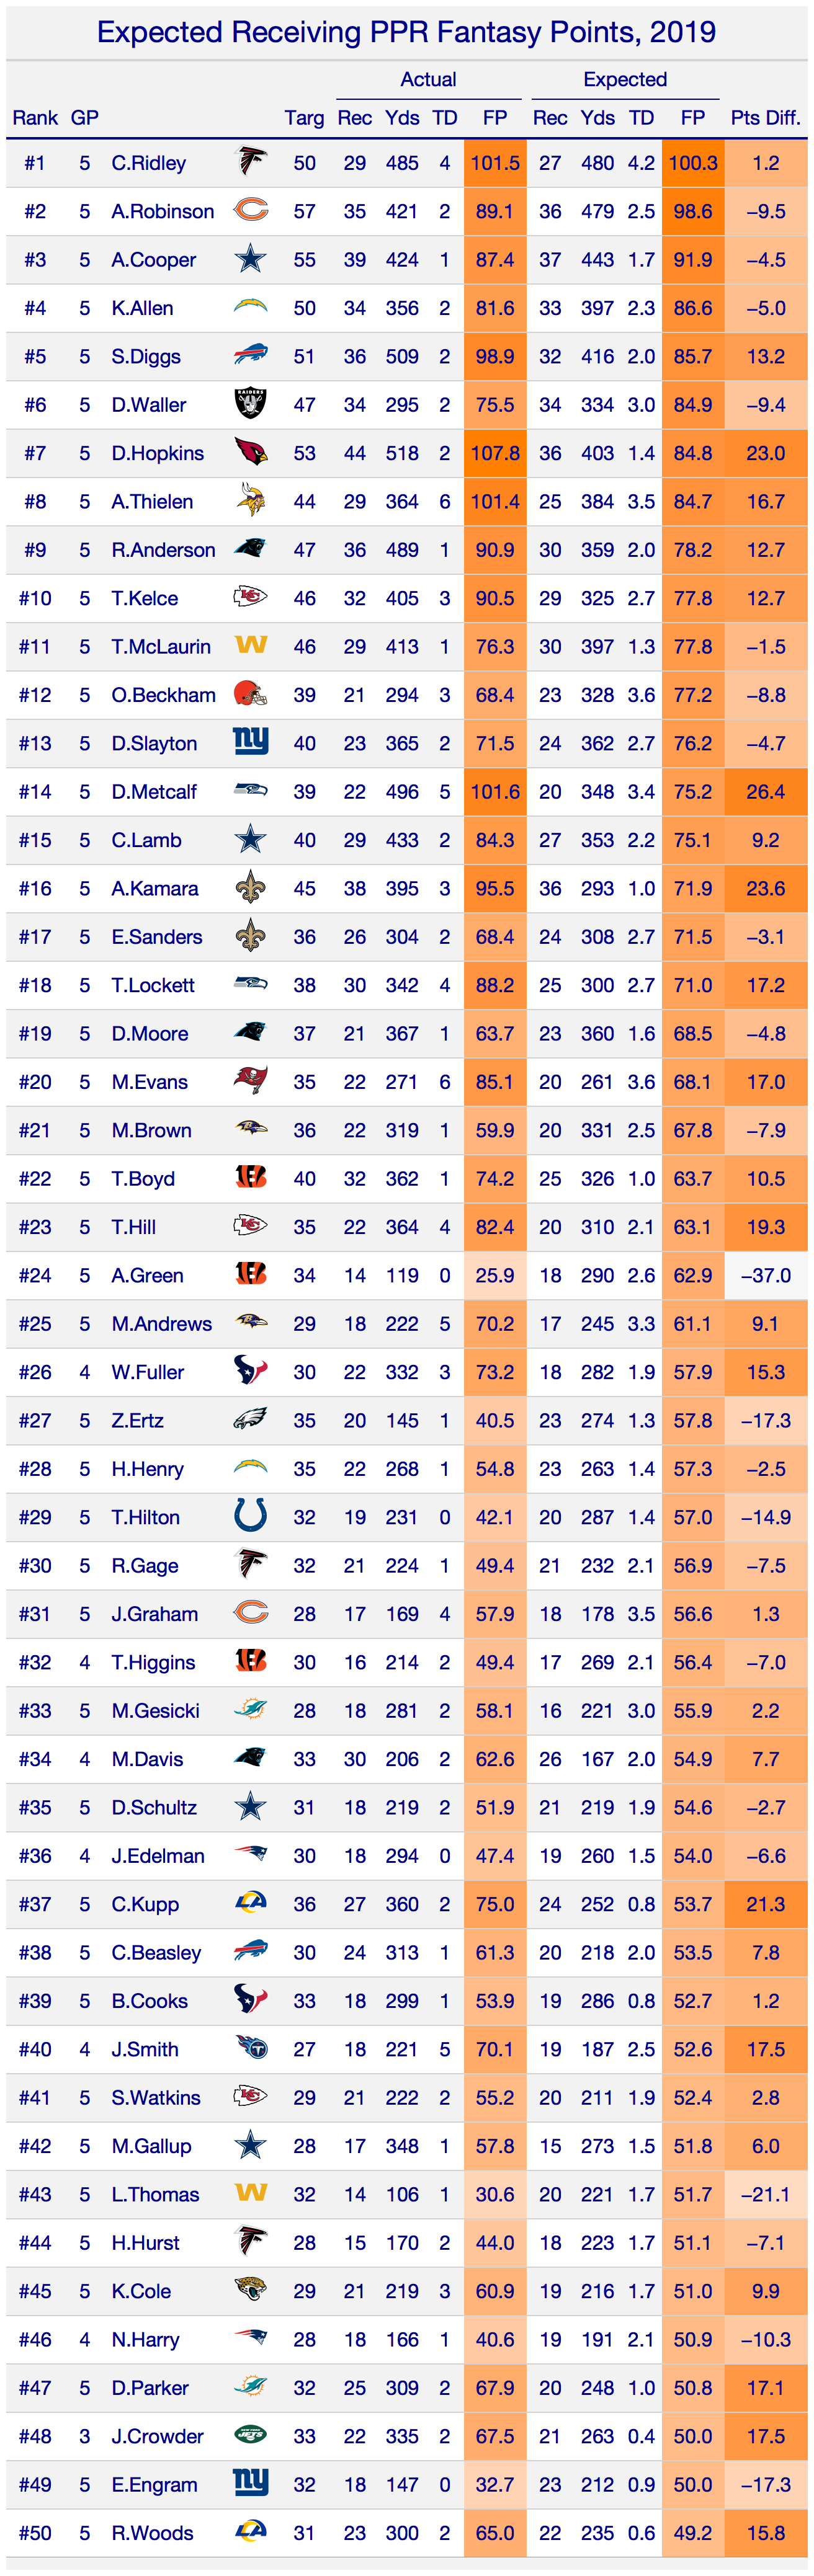 Expected Receiving PPR Fantasy Points, 2019
Actual Expected
Rank GP Targ Rec Yds TD FP Rec Yds TD FP Pts Diff.
#1 5 C.Ridley 50 29 485 4 101.5 27 480 4.2 100.3 1.2
#2 5 A.Robinson 57 35 421 2 89.1 36 479 2.5 98.6 −9.5
#3 5 A.Cooper 55 39 424 1 87.4 37 443 1.7 91.9 −4.5
#4 5 K.Allen 50 34 356 2 81.6 33 397 2.3 86.6 −5.0
#5 5 S.Diggs 51 36 509 2 98.9 32 416 2.0 85.7 13.2
#6 5 D.Waller RAIDERS 47 34 295 2 75.5 34 334 3.0 84.9 −9.4
#7 5 D.Hopkins 53 44 518 2 107.8 36 403 1.4 84.8 23.0
#8 5 A.Thielen 44 29 364 6 101.4 25 384 3.5 84.7 16.7
#9 5 R.Anderson 47 36 489 1 90.9 30 359 2.0 78.2 12.7
#10 5 T.Kelce KC 46 32 405 3 90.5 29 325 2.7 77.8 12.7
#11 5 T.McLaurin W 46 29 413 1 76.3 30 397 1.3 77.8 −1.5
#12 5 O.Beckham 39 21 294 3 68.4 23 328 3.6 77.2 −8.8
#13 5 D.Slayton ny 40 23 365 2 71.5 24 362 2.7 76.2 −4.7
#14 5 D.Metcalf 39 22 496 5 101.6 20 348 3.4 75.2 26.4
#15 5 C.Lamb 40 29 433 2 84.3 27 353 2.2 75.1 9.2
#16 5 A.Kamara 45 38 395 3 95.5 36 293 1.0 71.9 23.6
#17 5 E.Sanders 36 26 304 2 68.4 24 308 2.7 71.5 −3.1
#18 5 T.Lockett 38 30 342 4 88.2 25 300 2.7 71.0 17.2
#19 5 D.Moore 37 21 367 1 63.7 23 360 1.6 68.5 −4.8
#20 5 M.Evans 35 22 271 6 85.1 20 261 3.6 68.1 17.0
#21 5 M.Brown 36 22 319 1 59.9 20 331 2.5 67.8 −7.9
#22 5 T.Boyd B 40 32 362 1 74.2 25 326 1.0 63.7 10.5
#23 5 T.Hill KC 35 22 364 4 82.4 20 310 2.1 63.1 19.3
#24 5 A.Green B 34 14 119 0 25.9 18 290 2.6 62.9 −37.0
#25 5 M.Andrews 29 18 222 5 70.2 17 245 3.3 61.1 9.1
#26 4 W.Fuller 30 22 332 3 73.2 18 282 1.9 57.9 15.3
#27 5 Z.Ertz 35 20 145 1 40.5 23 274 1.3 57.8 −17.3
#28 5 H.Henry 35 22 268 1 54.8 23 263 1.4 57.3 −2.5
#29 5 T.Hilton 32 19 231 0 42.1 20 287 1.4 57.0 −14.9
#30 5 R.Gage 32 21 224 1 49.4 21 232 2.1 56.9 −7.5
#31 5 J.Graham 28 17 169 4 57.9 18 178 3.5 56.6 1.3
#32 4 T.Higgins B 30 16 214 2 49.4 17 269 2.1 56.4 −7.0
#33 5 M.Gesicki 28 18 281 2 58.1 16 221 3.0 55.9 2.2
#34 4 M.Davis 33 30 206 2 62.6 26 167 2.0 54.9 7.7
#35 5 D.Schultz 31 18 219 2 51.9 21 219 1.9 54.6 −2.7
#36 4 J.Edelman 30 18 294 0 47.4 19 260 1.5 54.0 −6.6
#37 5 C.Kupp LA 36 27 360 2 75.0 24 252 0.8 53.7 21.3
#38 5 C.Beasley 30 24 313 1 61.3 20 218 2.0 53.5 7.8
#39 5 B.Cooks 33 18 299 1 53.9 19 286 0.8 52.7 1.2
#40 4 J.Smith T 27 18 221 5 70.1 19 187 2.5 52.6 17.5
#41 5 S.Watkins KC 29 21 222 2 55.2 20 211 1.9 52.4 2.8
#42 5 M.Gallup 28 17 348 1 57.8 15 273 1.5 51.8 6.0
#43 5 L.Thomas W 32 14 106 1 30.6 20 221 1.7 51.7 −21.1
#44 5 H.Hurst 28 15 170 2 44.0 18 223 1.7 51.1 −7.1
#45 5 K.Cole 29 21 219 3 60.9 19 216 1.7 51.0 9.9
#46 4 N.Harry 28 18 166 1 40.6 19 191 2.1 50.9 −10.3
#47 5 D.Parker 32 25 309 2 67.9 20 248 1.0 50.8 17.1
#48 3 J.Crowder JETS 33 22 335 2 67.5 21 263 0.4 50.0 17.5
#49 5 E.Engram ny 32 18 147 0 32.7 23 212 0.9 50.0 −17.3
#50 5 R.Woods LA 31 23 300 2 65.0 22 235 0.6 49.2 15.8